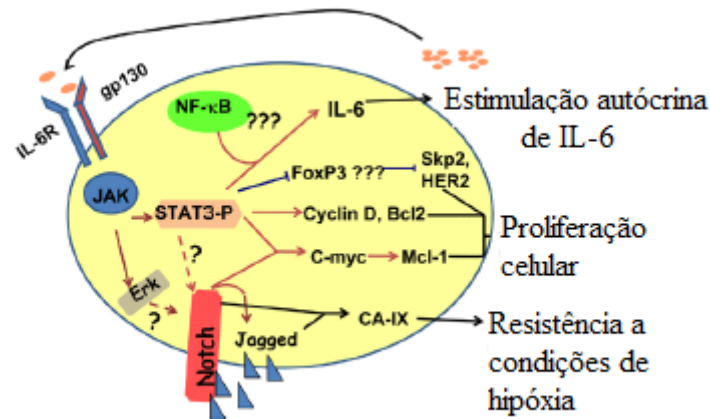 gp130
IL-6R
NF-κB
???
IL-6
Estimulação autócrina
de IL-6
FoxP3 ???
Skp2,
HER2
JAK
STAT3-P
Cyclin D, Bcl2
Proliferação
celular
?
C-myc
Mcl-1
Erk
?
Notch
Jagged
CA-IX
Resistência a
condições de
hipóxia